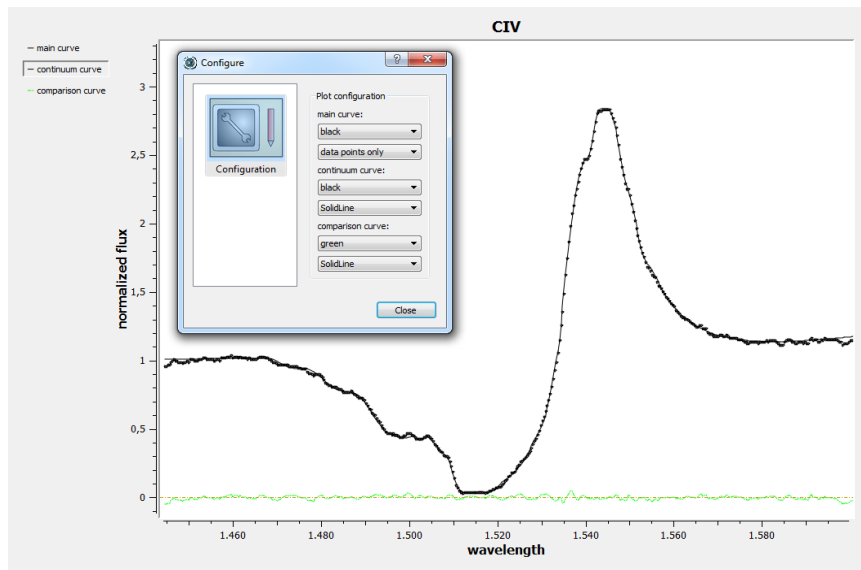 CIV
main curve
continuum curve
comparison curve
Configure
?
Configuration
Plot configuration
main curve:
black
data points only
continuum curve:
black
SolidLine
comparison curve:
green
SolidLine
Close
normalized flux
3
2,5
2
1,5
1
0,5
0
1.460 1.480 1.500 1.520 1.540 1.560 1.580
wavelength